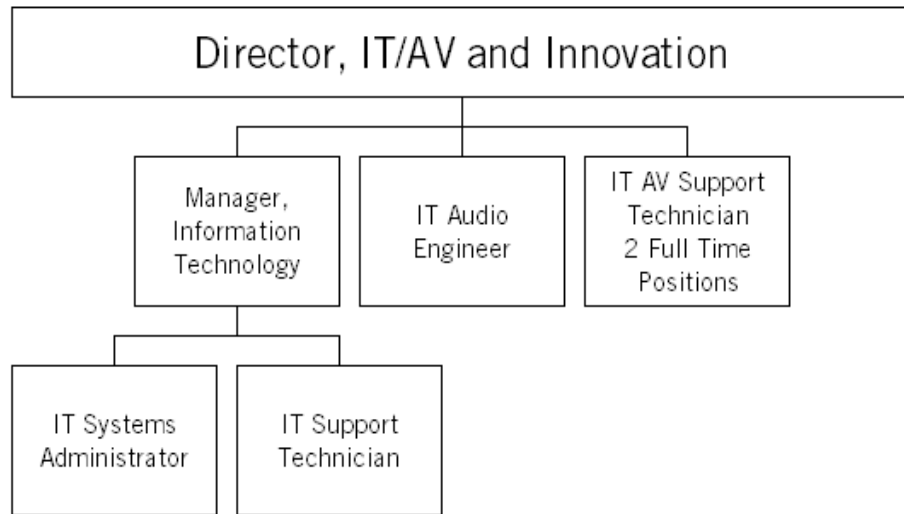 Director, IT/AV and Innovation
Manager,
Information
Technology
IT Audio
Engineer
IT AV Support
Technician
2 Full Time
Positions
IT Systems
Administrator
IT Support
Technician